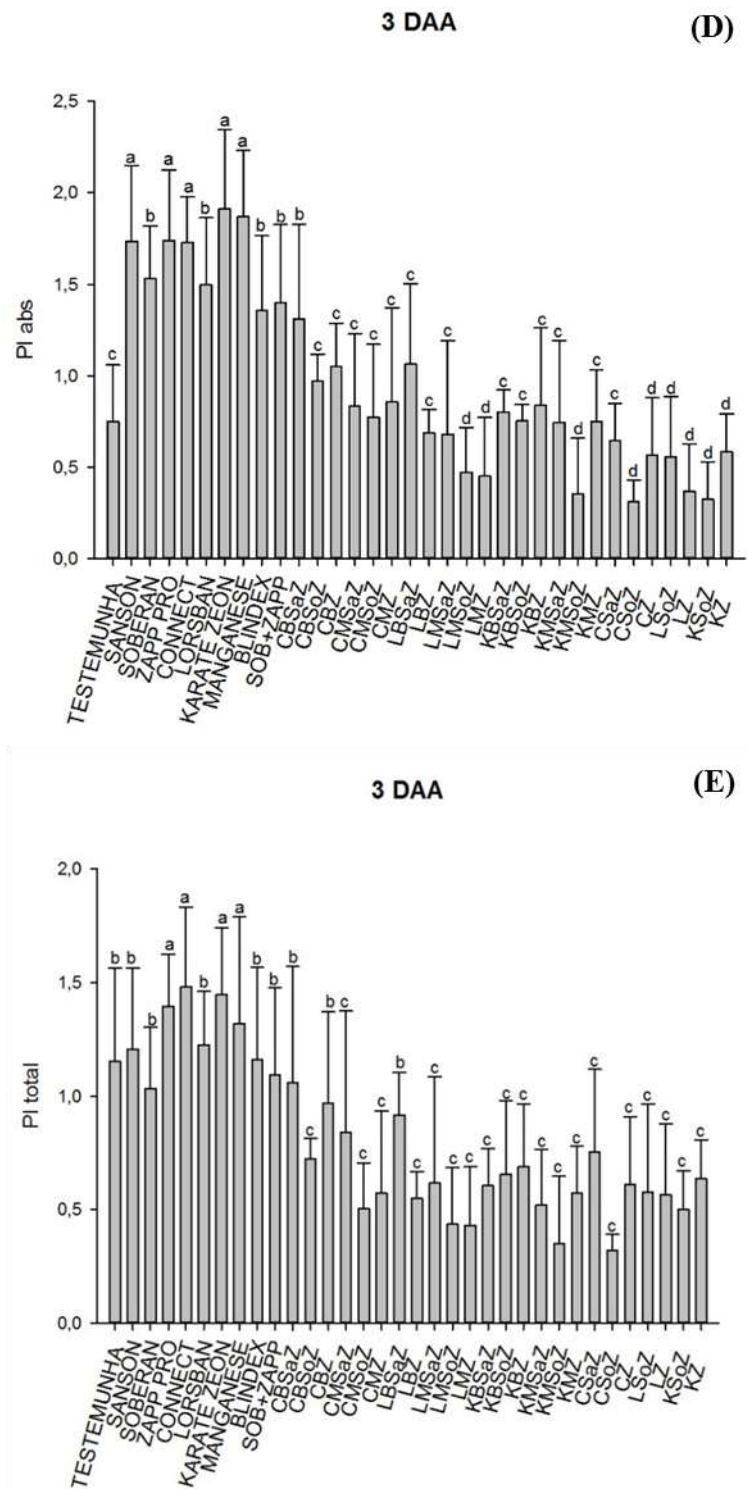 3 DAA
(D)
PI abs
2,5
2,0
1,5
1,0
0,5
0,0
c a b a a b a a b b b c c c c c c c c d d c c c c d c c d d d d d d
TESTEMUNHA
SANSON
SOBERAN
ZAPP PRO
CONNECT
LORSBAN
KARATE ZEON
MANGANESE
BLINDEX
SOB+ZAPP
CBSaZ
CBSoZ
CBZ
CMSaZ
CMSoZ
CMZ
LBSaZ
LBZ
LMSaZ
LMSoZ
LMZ
KBSaZ
KBSoZ
KBZ
KMSaZ
KMSoZ
KMZ
CSaZ
CSoZ
CZ
LSoZ
LZ
KSoZ
KZ
3 DAA
(E)
PI total
2,0
1,5
1,0
0,5
0,0
b b b a a b a a b b b c b c c c b c c c c c c c c c c c c c c c c c
TESTEMUNHA
SANSON
SOBERAN
ZAPP PRO
CONNECT
LORSBAN
KARATE ZEON
MANGANESE
BLINDEX
SOB+ZAPP
CBSaZ
CBSoZ
CBZ
CMSaZ
CMSoZ
CMZ
LBSaZ
LBZ
LMSaZ
LMSoZ
LMZ
KBSaZ
KBSoZ
KBZ
KMSaZ
KMSoZ
KMZ
CSaZ
CSoZ
CZ
LSoZ
LZ
KSoZ
KZ